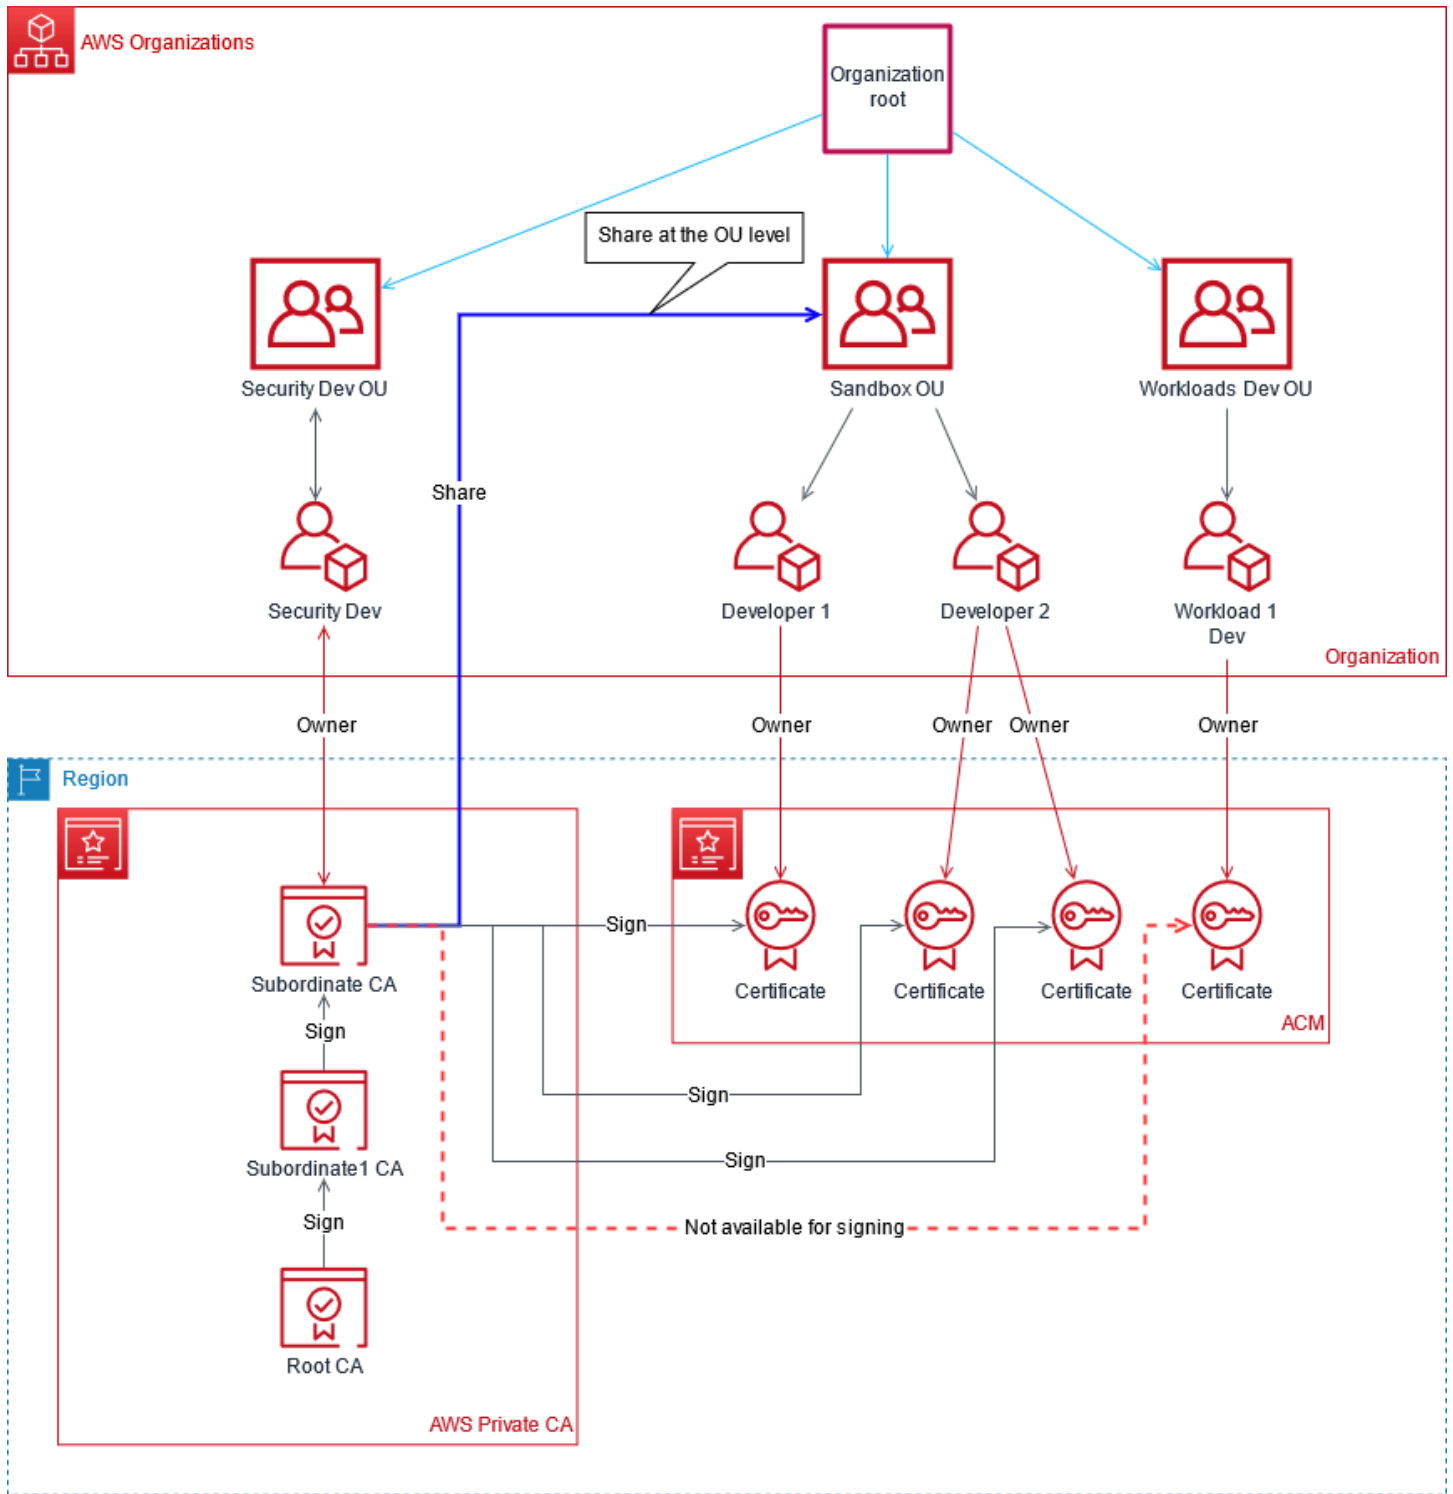 AWS Organizations
Organization
root
Share at the OU level
Security Dev OU
Sandbox OU
Workloads Dev OU
Share
Security Dev
Developer 1
Developer 2
Workload 1
Dev
Organization
Owner
Owner
Owner
Owner
Owner
Region
Sign
Subordinate CA
Certificate
Certificate
Certificate
Certificate
ACM
Sign
Sign
Sign
Subordinate1 CA
Sign
Not available for signing
Root CA
AWS Private CA